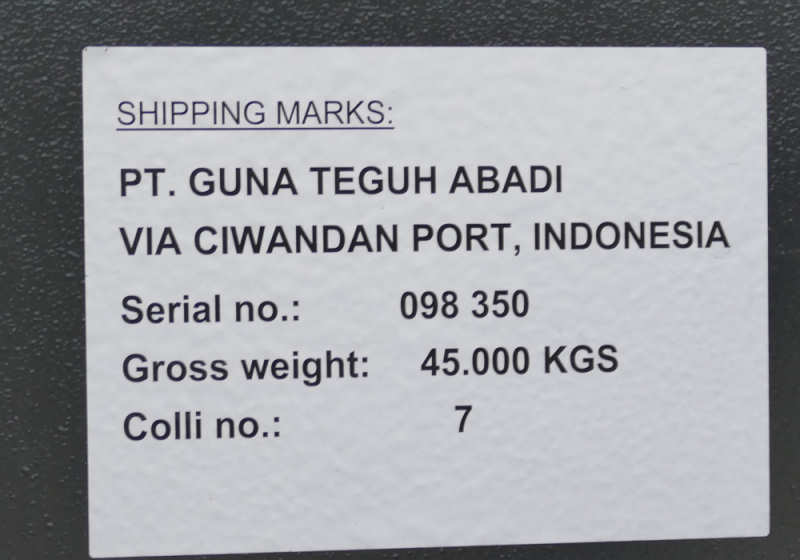 SHIPPING MARKS:
PT. GUNA TEGUH ABADI
VIA CIWANDAN PORT, INDONESIA
Serial no.: 098 350
Gross weight: 45.000 KGS
Colli no.: 7